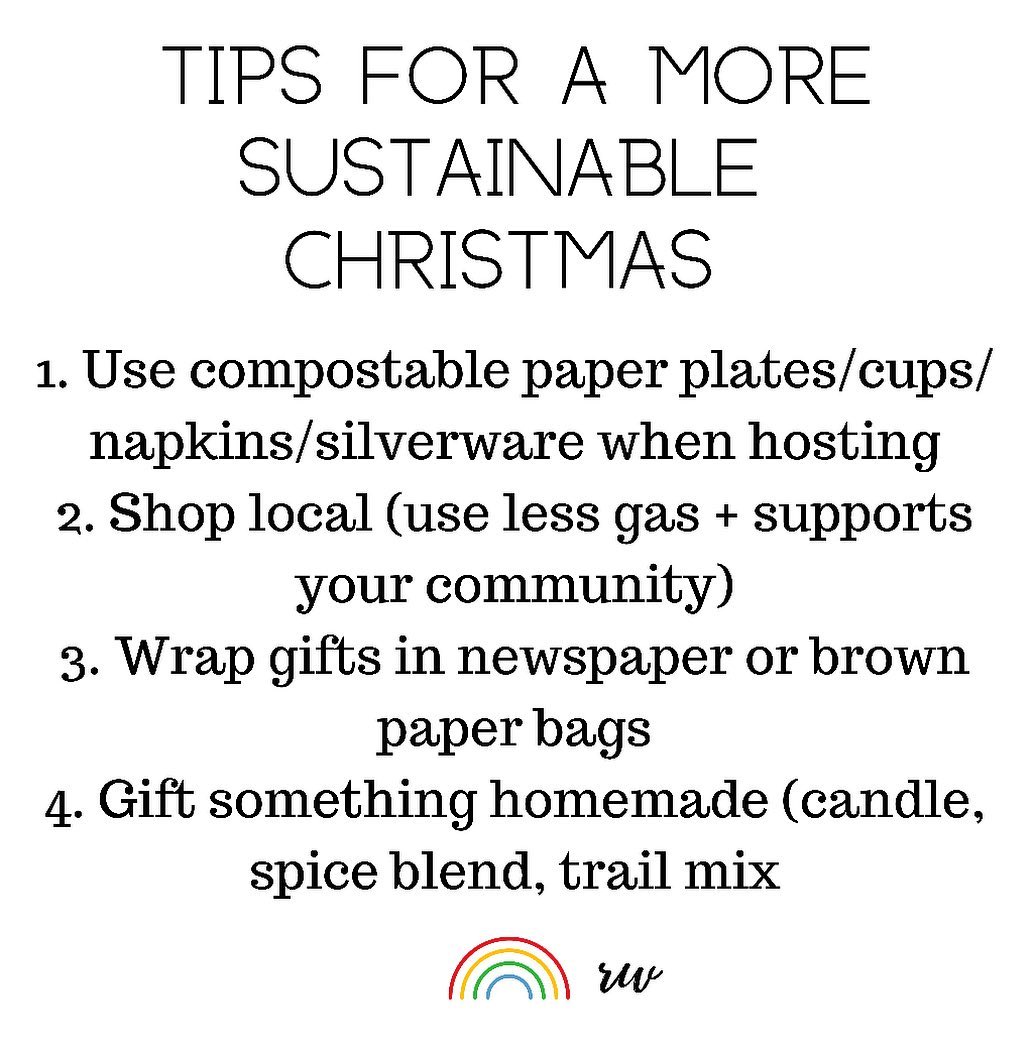 TIPS FOR A MORE
SUSTAINABLE
CHRISTMAS
1. Use compostable paper plates/cups/
napkins/silverware when hosting
2. Shop local (use less gas + supports
your community)
3. Wrap gifts in newspaper or brown
paper bags
4. Gift something homemade (candle,
spice blend, trail mix
rw